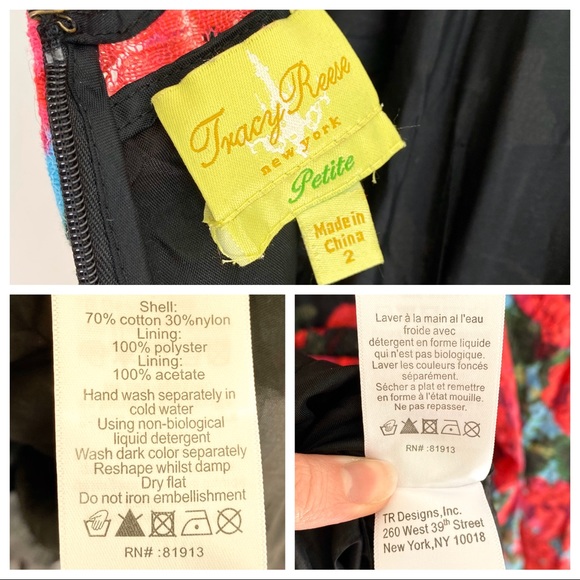 Tracy Reese
new york
Petite
Made in
China
2
Shell:
70% cotton 30%nylon
Lining:
100% polyster
Lining:
100% acetate
Hand wash separately in
cold water
Using non-biological
liquid detergent
Wash dark color separately
Reshape whilst damp
Dry flat
Do not iron embellishment
RN# :81913
Laver à la main al l'eau
froide avec
détergent en forme liquide
qui n'est pas biologique.
Laver les couleurs foncés
séparément.
Sécher a plat et remettre
en forme à l'état mouille.
Ne pas repasser.
RN# :81913
TR Designs,Inc.
260 West 39th Street
New York,NY 10018